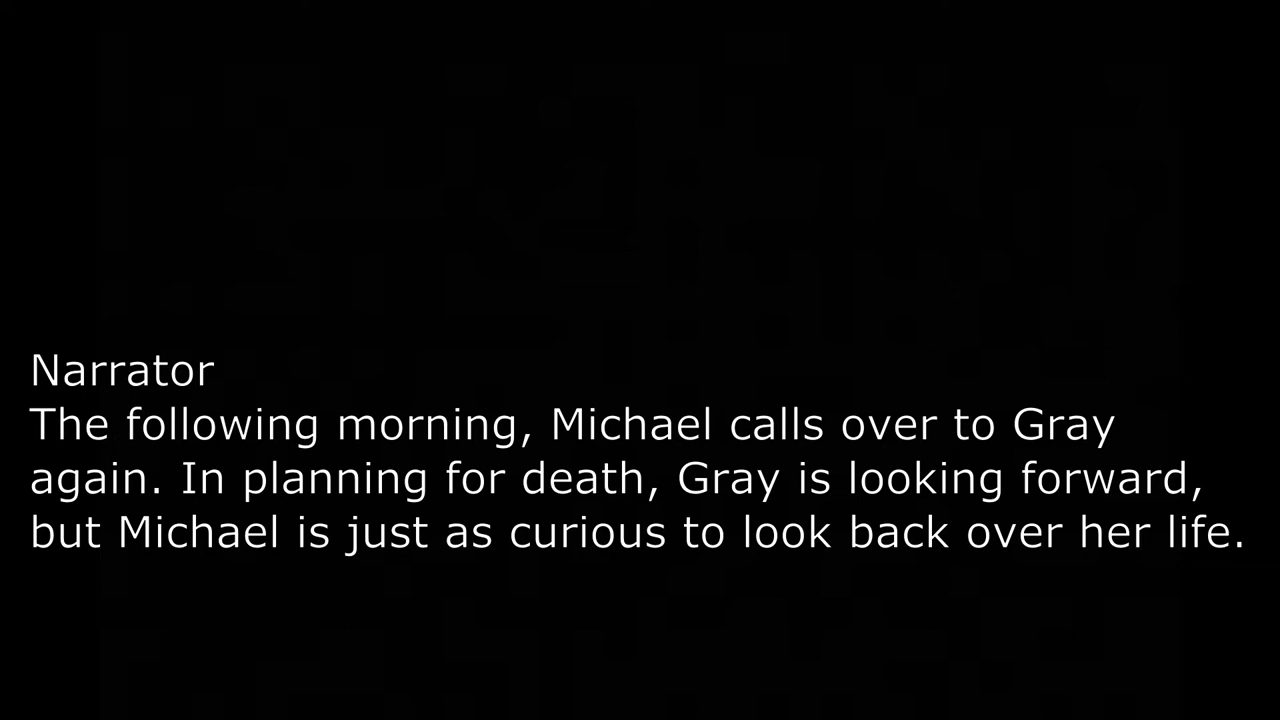 Narrator
The following morning, Michael calls over to Gray
again. In planning for death, Gray is looking forward,
but Michael is just as curious to look back over her life.